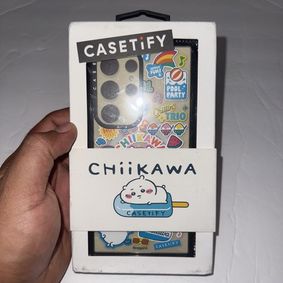 CASETiFY
POOL
PARTY
TRIO
CHIIKAWA
CHiiKAWA
CASETiFY